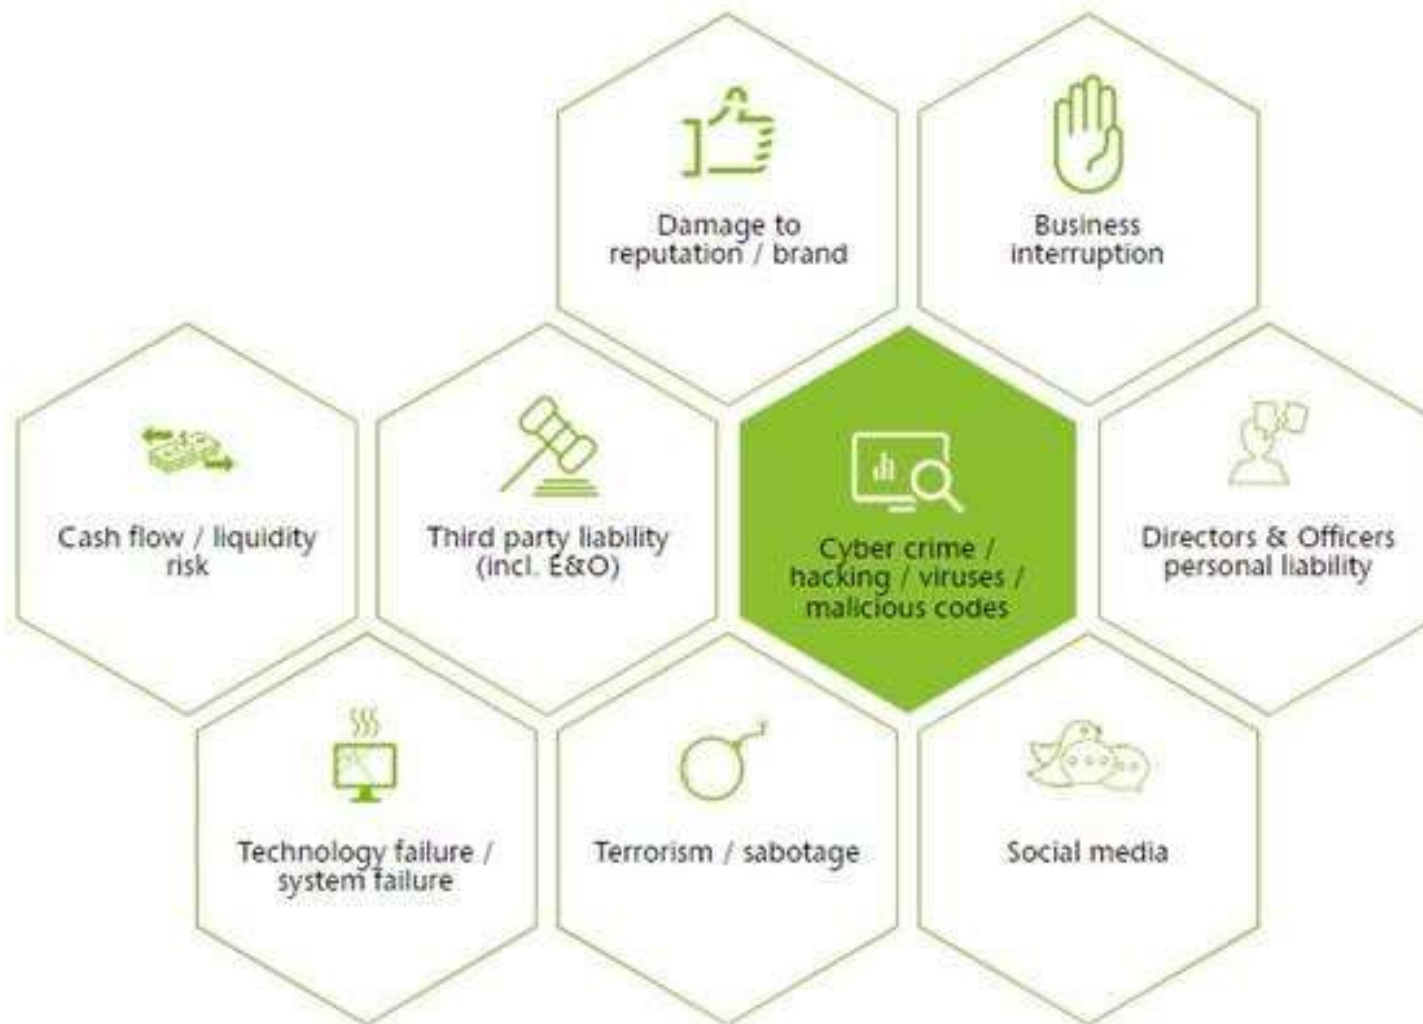 Damage to
reputation / brand
Business
interruption
Cash flow / liquidity
risk
Third party liability
(incl. E&O)
Cyber crime /
hacking / viruses /
malicious codes
Directors & Officers
personal liability
Technology failure /
system failure
Terrorism / sabotage
Social media